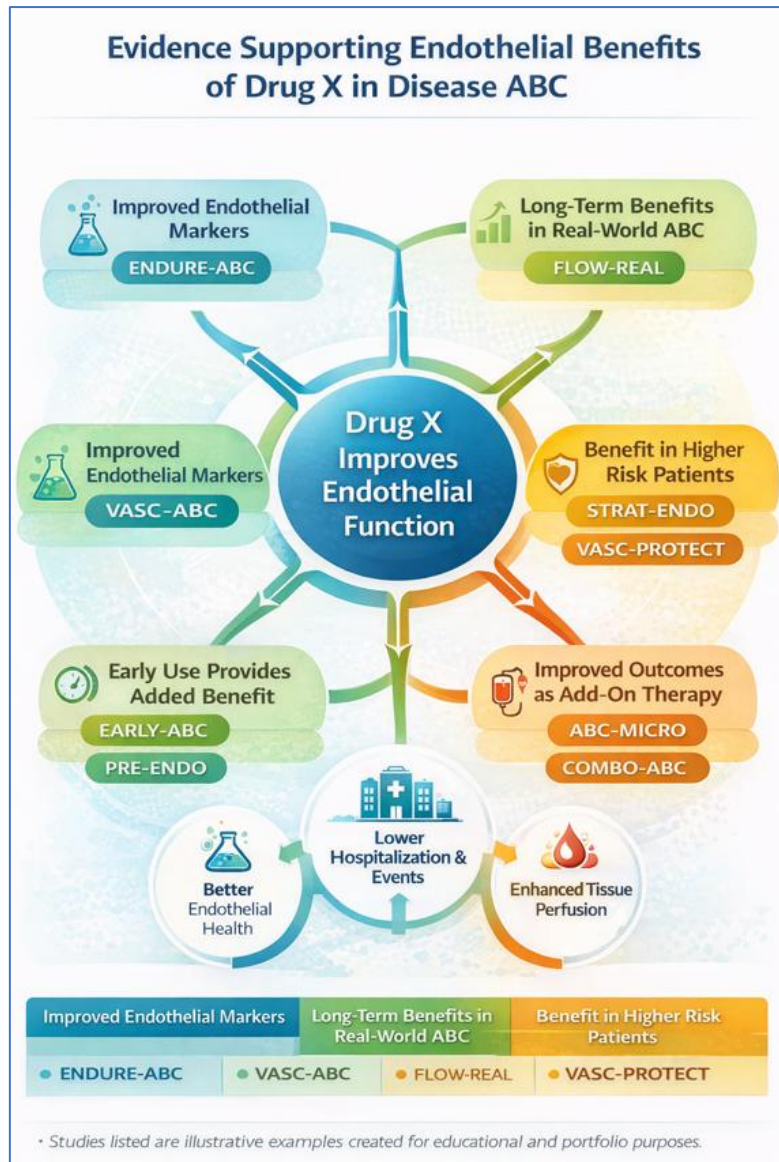 Evidence Supporting Endothelial Benefits
of Drug X in Disease ABC
Improved Endothelial
Markers
ENDURE-ABC
Long-Term Benefits
in Real-World ABC
FLOW-REAL
Drug X
Improves
Endothelial
Function
Improved
Endothelial Markers
VASC-ABC
Benefit in Higher
Risk Patients
STRAT-ENDO
VASC-PROTECT
Early Use Provides
Added Benefit
EARLY-ABC
PRE-ENDO
Improved Outcomes
as Add-On Therapy
ABC-MICRO
COMBO-ABC
Better
Endothelial
Health
Lower
Hospitalization &
Events
Enhanced Tissue
Perfusion
Improved Endothelial Markers
Long-Term Benefits in
Real-World ABC
Benefit in Higher Risk
Patients
• ENDURE-ABC
• VASC-ABC
• FLOW-REAL
• VASC-PROTECT
• Studies listed are illustrative examples created for educational and portfolio purposes.